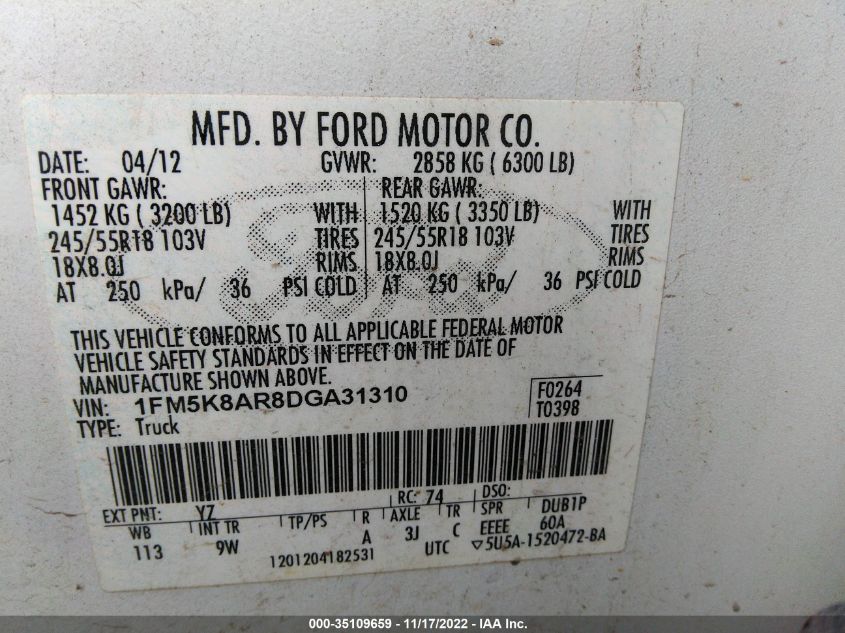 MFD. BY FORD MOTOR CO.
DATE: 04/12 GVWR: 2858 KG ( 6300 LB)
FRONT GAWR: REAR GAWR:
1452 KG ( 3200 LB) WITH 1520 KG ( 3350 LB) WITH
245/55R18 103V TIRES 245/55R18 103V TIRES
18X8.0J RIMS 18X8.0J RIMS
AT 250 kPa/ 36 PSI COLD AT 250 kPa/ 36 PSI COLD
THIS VEHICLE CONFORMS TO ALL APPLICABLE FEDERAL MOTOR
VEHICLE SAFETY STANDARDS IN EFFECT ON THE DATE OF
MANUFACTURE SHOWN ABOVE.
VIN: 1FM5K8AR8DGA31310 F0264
TYPE: Truck T0398
EXT PNT: YZ RC: 74 DSO:
WB INT TR TP/PS R AXLE TR SPR DUB1P
113 9W A 3J C EEEE 60A
1201204182531 UTC ▽5U5A-1520472-BA
000-35109659 - 11/17/2022 - IAA Inc.